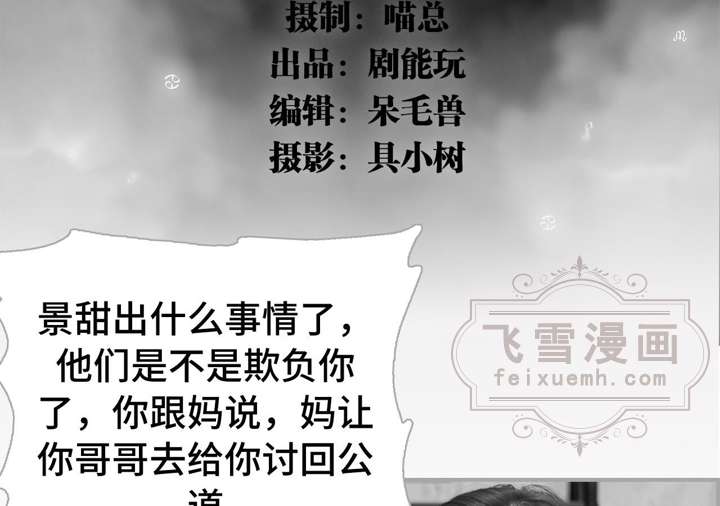 摄制：喵总
出品：剧能玩
编辑：呆毛兽
摄影：具小树
景甜出什么事情了，
他们是不是欺负你
了，你跟妈说，妈让
你哥哥去给你讨回公
道
飞雪漫画
feixuemh.com